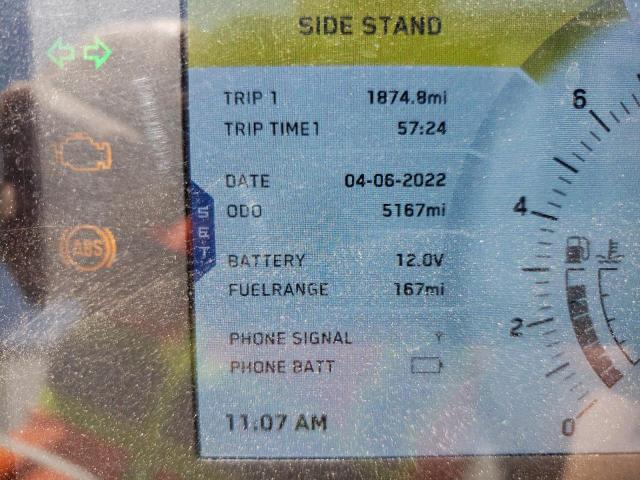 SIDE STAND
TRIP 1 1874.8mi
TRIP TIME1 57:24
DATE 04-06-2022
ODO 5167mi
SET
BATTERY 12.0V
FUELRANGE 167mi
PHONE SIGNAL
PHONE BATT
11:07 AM
6
4
2
0
ABS